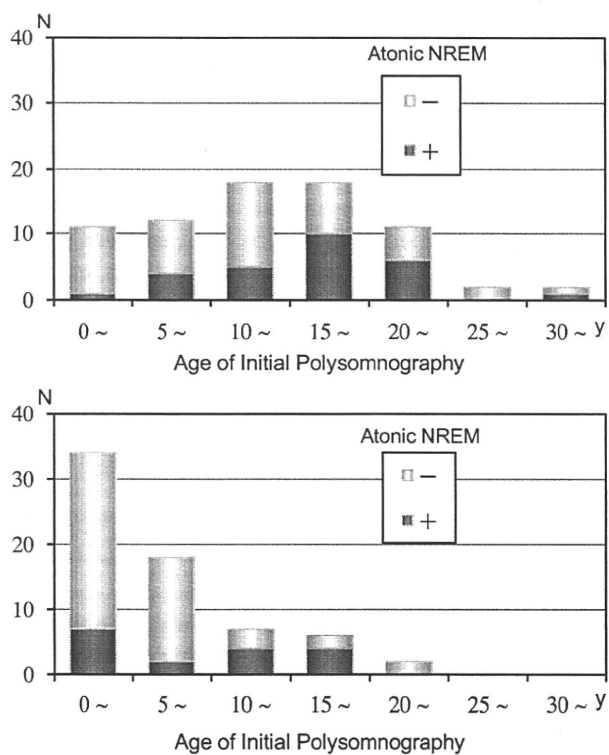 N
40
Atonic NREM
−
30
+
20
10
0
0 ~ 5 ~ 10 ~ 15 ~ 20 ~ 25 ~ 30 ~ y
Age of Initial Polysomnography
N
40
Atonic NREM
−
30
+
20
10
0
0 ~ 5 ~ 10 ~ 15 ~ 20 ~ 25 ~ 30 ~ y
Age of Initial Polysomnography